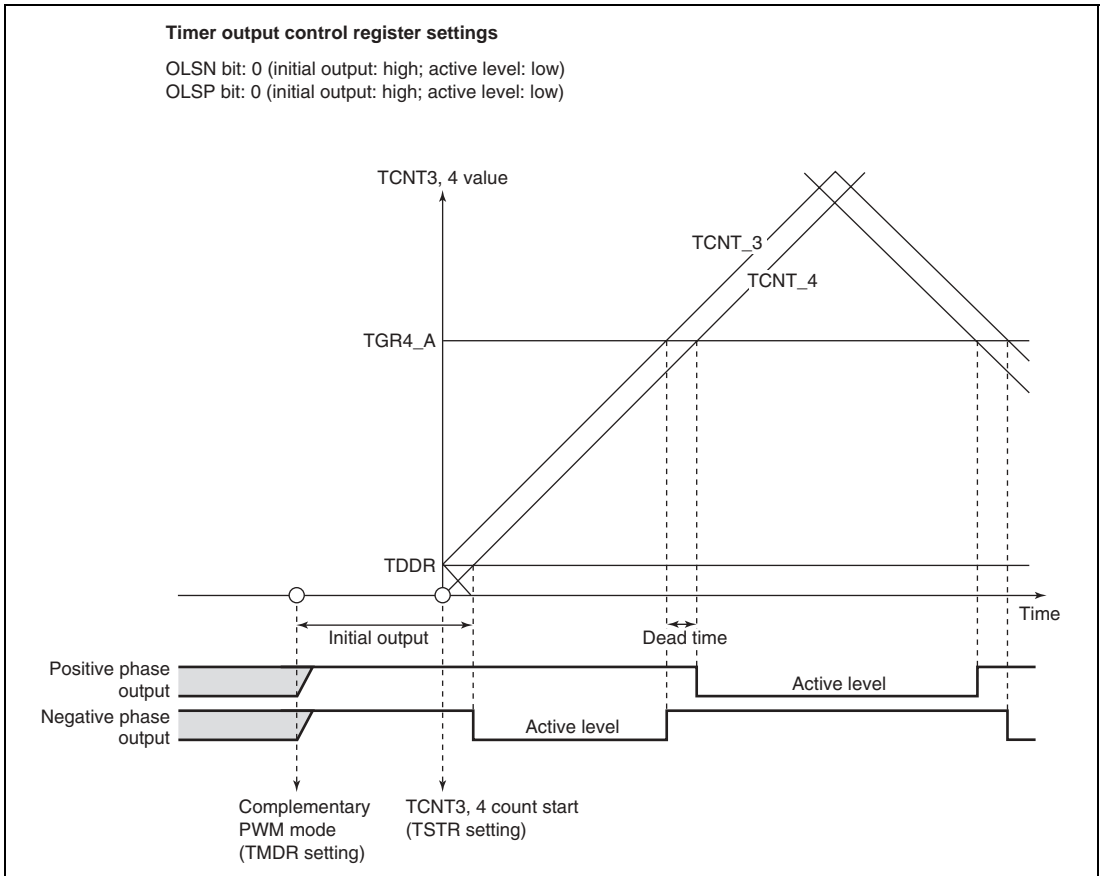 Timer output control register settings
OLSN bit: 0 (initial output: high; active level: low)
OLSP bit: 0 (initial output: high; active level: low)
TCNT3, 4 value
TCNT_3
TCNT_4
TGR4_A
TDDR
Time
Initial output
Dead time
Positive phase
output
Active level
Negative phase
output
Active level
Complementary
PWM mode
(TMDR setting)
TCNT3, 4 count start
(TSTR setting)